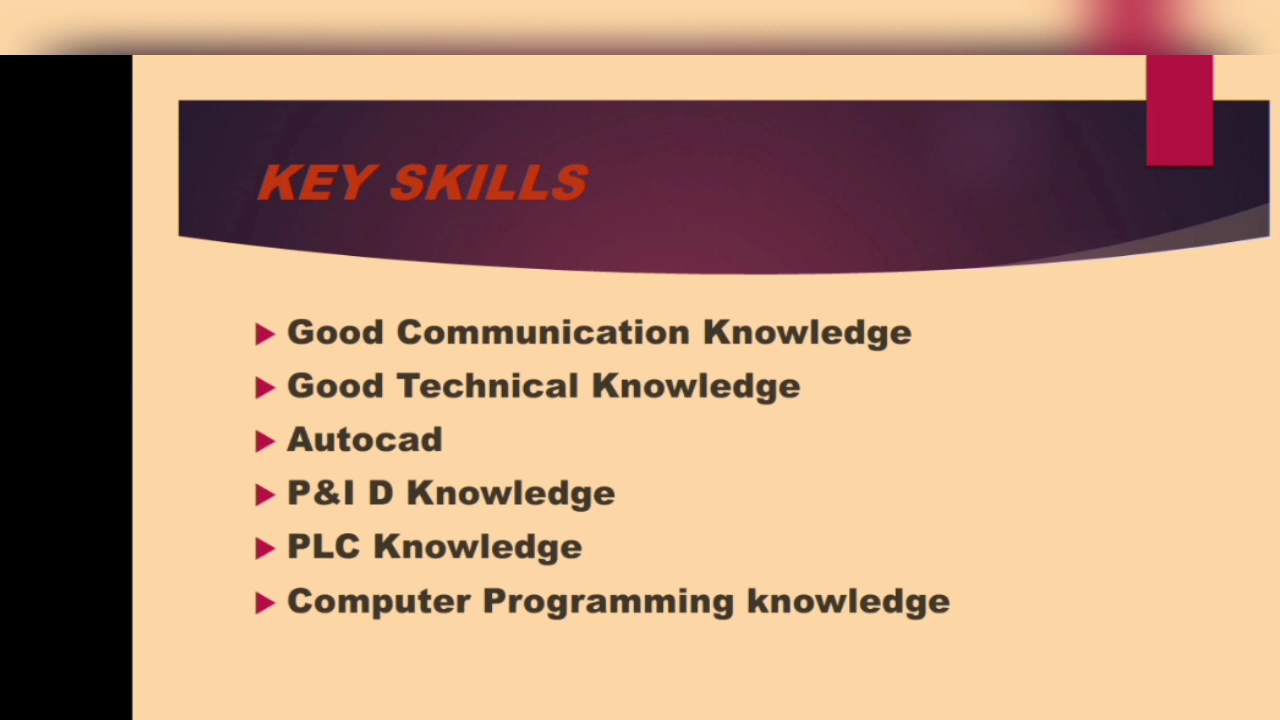 KEY SKILLS
Good Communication Knowledge
Good Technical Knowledge
Autocad
P&I D Knowledge
PLC Knowledge
Computer Programming knowledge